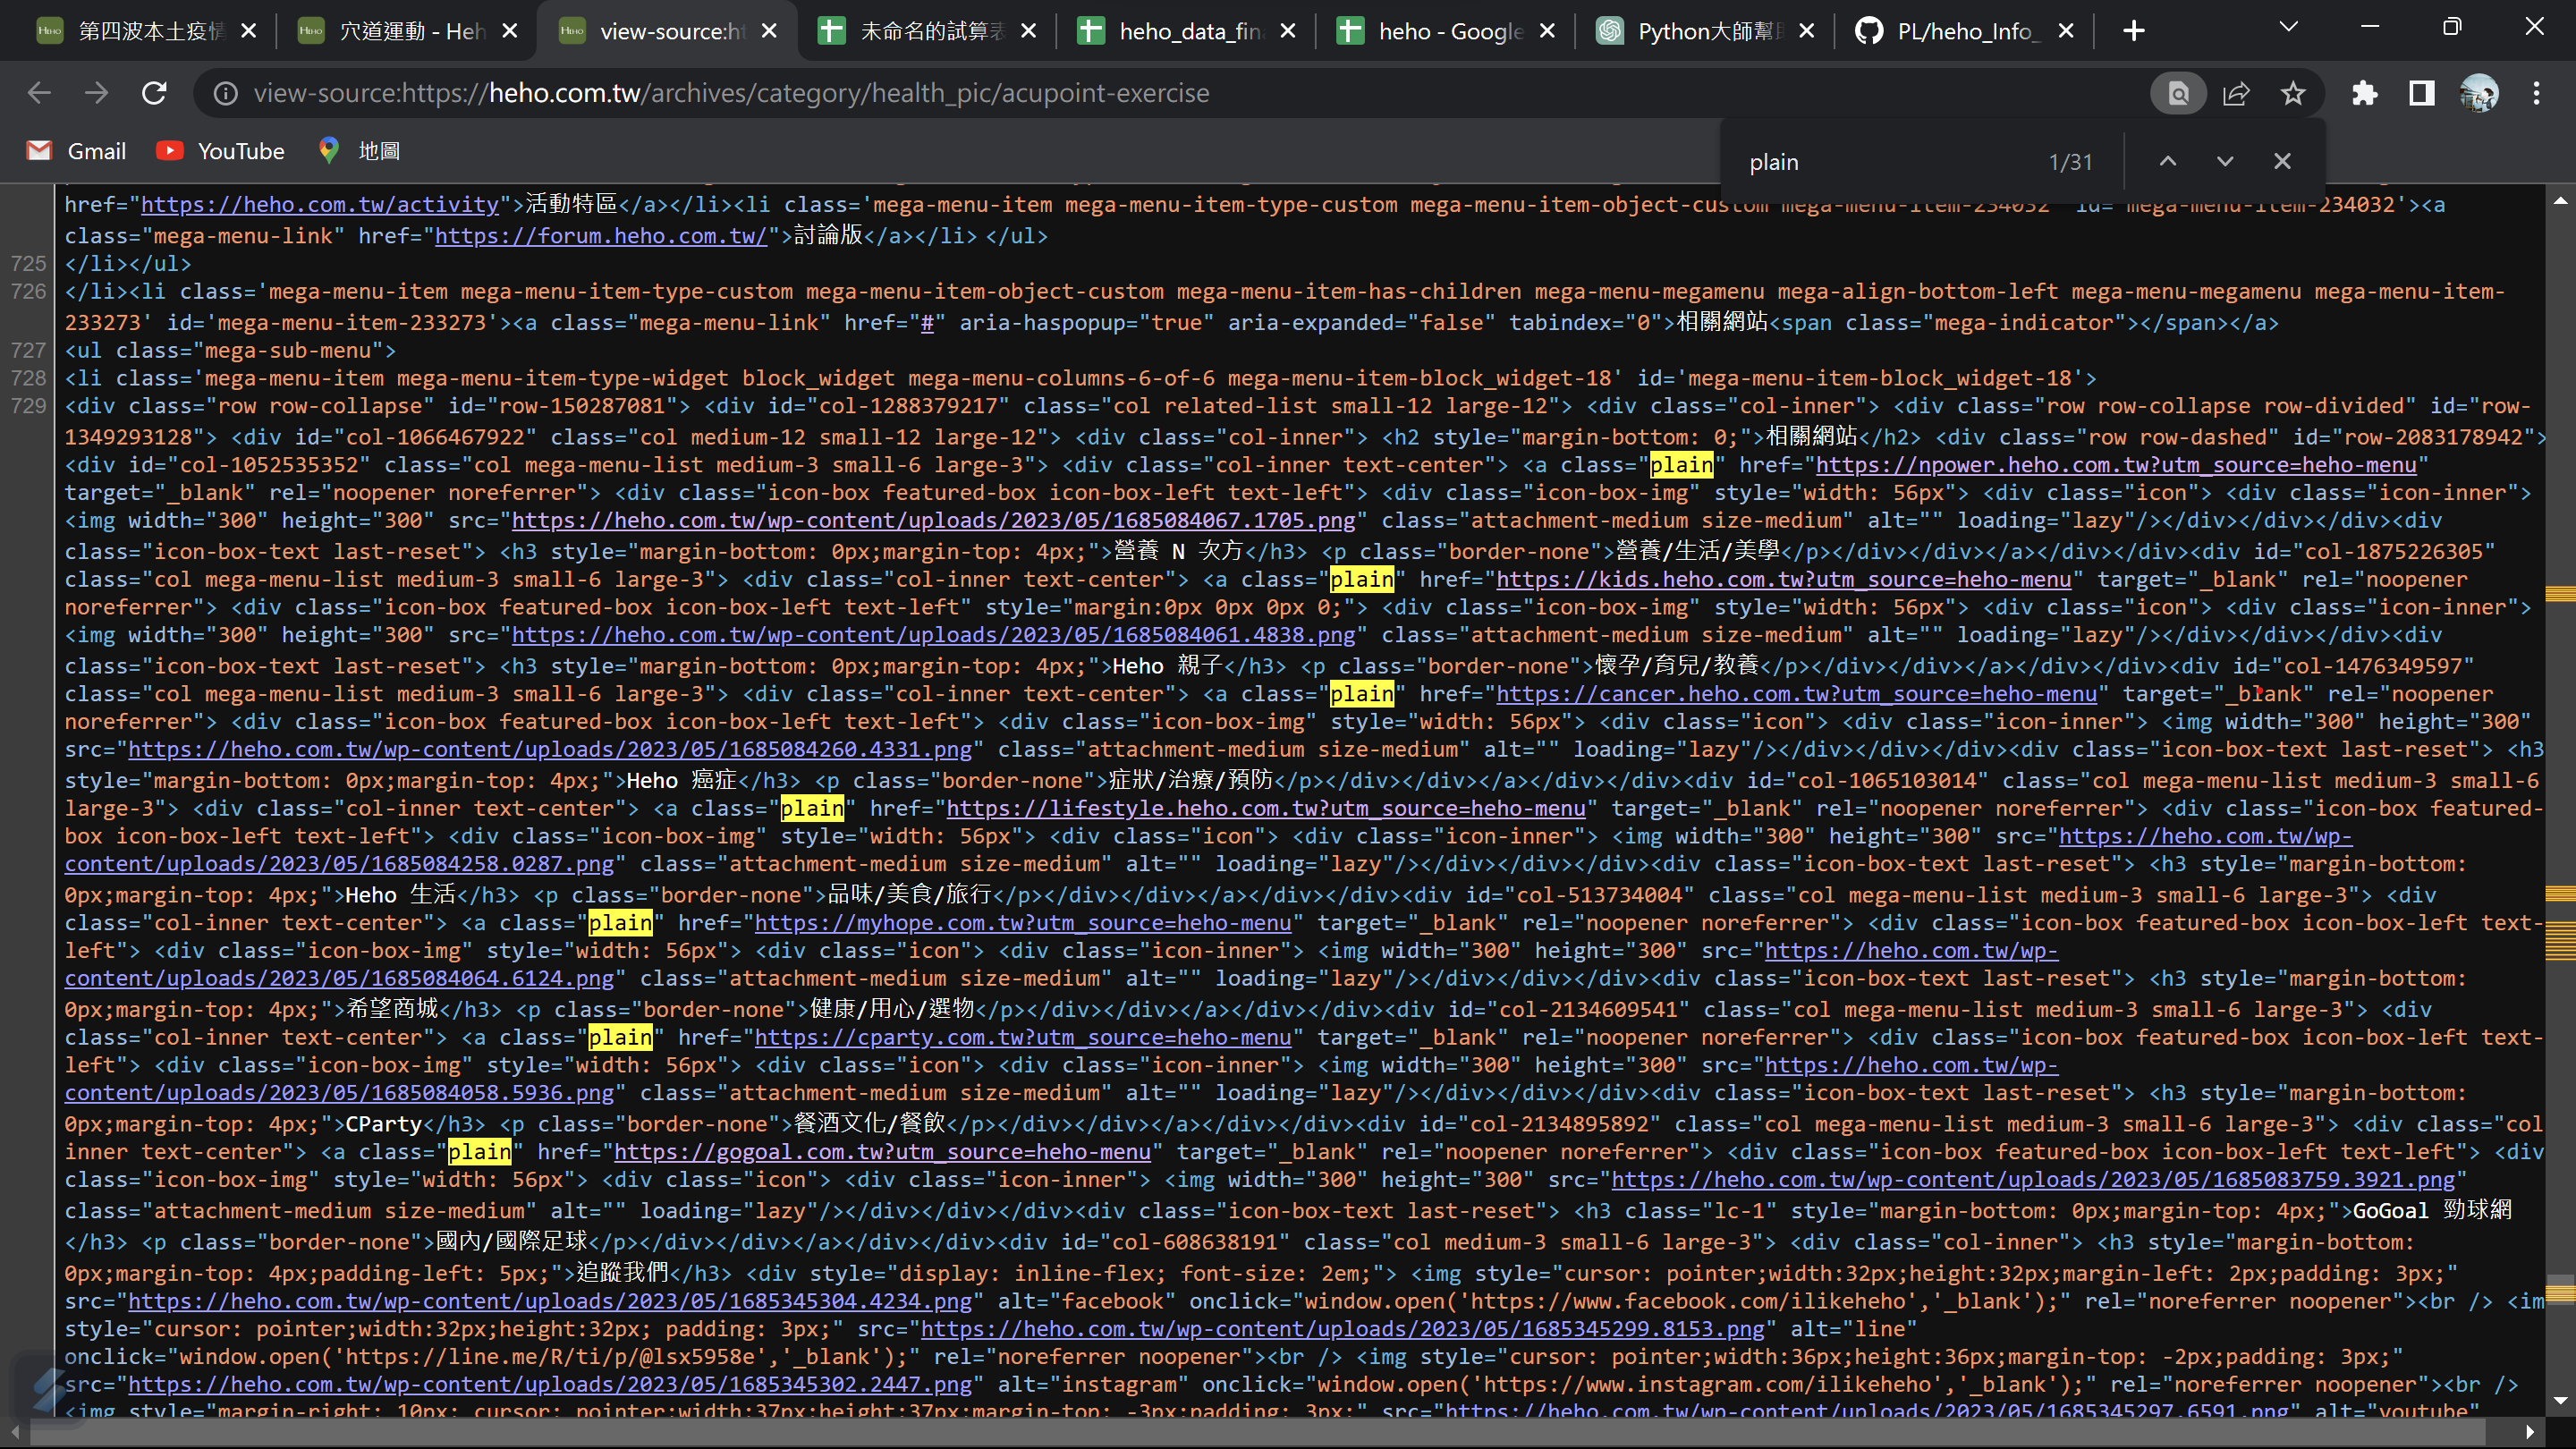 第四波本土疫情
穴道運動 - Heh
view-source:ht
未命名的試算表
heho_data_fin
heho - Google
Python大師幫
PL/heho_Info_
view-source:https://heho.com.tw/archives/category/health_pic/acupoint-exercise
Gmail
YouTube
地圖
plain
1/31
href="https://heho.com.tw/activity">活動特區</a></li><li class='mega-menu-item mega-menu-item-type-custom mega-menu-item-object-custom mega-menu-item-234032' id='mega-menu-item-234032'><a
class="mega-menu-link" href="https://forum.heho.com.tw/">討論版</a></li> </ul>
725 </li></ul>
726 </li><li class='mega-menu-item mega-menu-item-type-custom mega-menu-item-object-custom mega-menu-item-has-children mega-menu-megamenu mega-align-bottom-left mega-menu-megamenu mega-menu-item-
233273' id='mega-menu-item-233273'><a class="mega-menu-link" href="#" aria-haspopup="true" aria-expanded="false" tabindex="0">相關網站<span class="mega-indicator"></span></a>
727 <ul class="mega-sub-menu">
728 <li class='mega-menu-item mega-menu-item-type-widget block_widget mega-menu-columns-6-of-6 mega-menu-item-block_widget-18' id='mega-menu-item-block_widget-18'>
729 <div class="row row-collapse" id="row-150287081"> <div id="col-1288379217" class="col related-list small-12 large-12"> <div class="col-inner"> <div class="row row-collapse row-divided" id="row-
1349293128"> <div id="col-1066467922" class="col medium-12 small-12 large-12"> <div class="col-inner"> <h2 style="margin-bottom: 0;">相關網站</h2> <div class="row row-dashed" id="row-2083178942">
<div id="col-1052535352" class="col mega-menu-list medium-3 small-6 large-3"> <div class="col-inner text-center"> <a class="plain" href="https://npower.heho.com.tw?utm_source=heho-menu"
target="_blank" rel="noopener noreferrer"> <div class="icon-box featured-box icon-box-left text-left"> <div class="icon-box-img" style="width: 56px"> <div class="icon"> <div class="icon-inner">
<img width="300" height="300" src="https://heho.com.tw/wp-content/uploads/2023/05/1685084067.1705.png" class="attachment-medium size-medium" alt="" loading="lazy"/></div></div></div><div
class="icon-box-text last-reset"> <h3 style="margin-bottom: 0px;margin-top: 4px;">營養 N 次方</h3> <p class="border-none">營養/生活/美學</p></div></div></a></div></div><div id="col-1875226305"
class="col mega-menu-list medium-3 small-6 large-3"> <div class="col-inner text-center"> <a class="plain" href="https://kids.heho.com.tw?utm_source=heho-menu" target="_blank" rel="noopener
noreferrer"> <div class="icon-box featured-box icon-box-left text-left" style="margin:0px 0px 0px 0;"> <div class="icon-box-img" style="width: 56px"> <div class="icon"> <div class="icon-inner">
<img width="300" height="300" src="https://heho.com.tw/wp-content/uploads/2023/05/1685084061.4838.png" class="attachment-medium size-medium" alt="" loading="lazy"/></div></div></div><div
class="icon-box-text last-reset"> <h3 style="margin-bottom: 0px;margin-top: 4px;">Heho 親子</h3> <p class="border-none">懷孕/育兒/教養</p></div></div></a></div></div><div id="col-1476349597"
class="col mega-menu-list medium-3 small-6 large-3"> <div class="col-inner text-center"> <a class="plain" href="https://cancer.heho.com.tw?utm_source=heho-menu" target="_blank" rel="noopener
noreferrer"> <div class="icon-box featured-box icon-box-left text-left"> <div class="icon-box-img" style="width: 56px"> <div class="icon"> <div class="icon-inner"> <img width="300" height="300"
src="https://heho.com.tw/wp-content/uploads/2023/05/1685084260.4331.png" class="attachment-medium size-medium" alt="" loading="lazy"/></div></div></div><div class="icon-box-text last-reset"> <h3
style="margin-bottom: 0px;margin-top: 4px;">Heho 癌症</h3> <p class="border-none">症狀/治療/預防</p></div></div></a></div></div><div id="col-1065103014" class="col mega-menu-list medium-3 small-6
large-3"> <div class="col-inner text-center"> <a class="plain" href="https://lifestyle.heho.com.tw?utm_source=heho-menu" target="_blank" rel="noopener noreferrer"> <div class="icon-box featured-
box icon-box-left text-left"> <div class="icon-box-img" style="width: 56px"> <div class="icon"> <div class="icon-inner"> <img width="300" height="300" src="https://heho.com.tw/wp-
content/uploads/2023/05/1685084258.0287.png" class="attachment-medium size-medium" alt="" loading="lazy"/></div></div></div><div class="icon-box-text last-reset"> <h3 style="margin-bottom:
0px;margin-top: 4px;">Heho 生活</h3> <p class="border-none">品味/美食/旅行</p></div></div></a></div></div><div id="col-513734004" class="col mega-menu-list medium-3 small-6 large-3"> <div
class="col-inner text-center"> <a class="plain" href="https://myhope.com.tw?utm_source=heho-menu" target="_blank" rel="noopener noreferrer"> <div class="icon-box featured-box icon-box-left text-
left"> <div class="icon-box-img" style="width: 56px"> <div class="icon"> <div class="icon-inner"> <img width="300" height="300" src="https://heho.com.tw/wp-
content/uploads/2023/05/1685084064.6124.png" class="attachment-medium size-medium" alt="" loading="lazy"/></div></div></div><div class="icon-box-text last-reset"> <h3 style="margin-bottom:
0px;margin-top: 4px;">希望商城</h3> <p class="border-none">健康/用心/選物</p></div></div></a></div></div><div id="col-2134609541" class="col mega-menu-list medium-3 small-6 large-3"> <div
class="col-inner text-center"> <a class="plain" href="https://cparty.com.tw?utm_source=heho-menu" target="_blank" rel="noopener noreferrer"> <div class="icon-box featured-box icon-box-left text-
left"> <div class="icon-box-img" style="width: 56px"> <div class="icon"> <div class="icon-inner"> <img width="300" height="300" src="https://heho.com.tw/wp-
content/uploads/2023/05/1685084058.5936.png" class="attachment-medium size-medium" alt="" loading="lazy"/></div></div></div><div class="icon-box-text last-reset"> <h3 style="margin-bottom:
0px;margin-top: 4px;">CParty</h3> <p class="border-none">餐酒文化/餐飲</p></div></div></a></div></div><div id="col-2134895892" class="col mega-menu-list medium-3 small-6 large-3"> <div class="col
inner text-center"> <a class="plain" href="https://gogoal.com.tw?utm_source=heho-menu" target="_blank" rel="noopener noreferrer"> <div class="icon-box featured-box icon-box-left text-left"> <div
class="icon-box-img" style="width: 56px"> <div class="icon"> <div class="icon-inner"> <img width="300" height="300" src="https://heho.com.tw/wp-content/uploads/2023/05/1685083759.3921.png"
class="attachment-medium size-medium" alt="" loading="lazy"/></div></div></div><div class="icon-box-text last-reset"> <h3 class="lc-1" style="margin-bottom: 0px;margin-top: 4px;">GoGoal 勁球網
</h3> <p class="border-none">國內/國際足球</p></div></div></a></div></div><div id="col-608638191" class="col medium-3 small-6 large-3"> <div class="col-inner"> <h3 style="margin-bottom:
0px;margin-top: 4px;padding-left: 5px;">追蹤我們</h3> <div style="display: inline-flex; font-size: 2em;"> <img style="cursor: pointer;width:32px;height:32px;margin-left: 2px;padding: 3px;"
src="https://heho.com.tw/wp-content/uploads/2023/05/1685345304.4234.png" alt="facebook" onclick="window.open('https://www.facebook.com/ilikeheho','_blank');" rel="noreferrer noopener"><br /> <im
style="cursor: pointer;width:32px;height:32px; padding: 3px;" src="https://heho.com.tw/wp-content/uploads/2023/05/1685345299.8153.png" alt="line"
onclick="window.open('https://line.me/R/ti/p/@lsx5958e','_blank');" rel="noreferrer noopener"><br /> <img style="cursor: pointer;width:36px;height:36px;margin-top: -2px;padding: 3px;"
src="https://heho.com.tw/wp-content/uploads/2023/05/1685345302.2447.png" alt="instagram" onclick="window.open('https://www.instagram.com/ilikeheho','_blank');" rel="noreferrer noopener"><br />
<img style="margin-right: 10px; cursor: pointer;width:37px;height:37px;margin-top: -3px;padding: 3px;" src="https://heho.com.tw/wp-content/uploads/2023/05/1685345297.6591.png" alt="youtube"